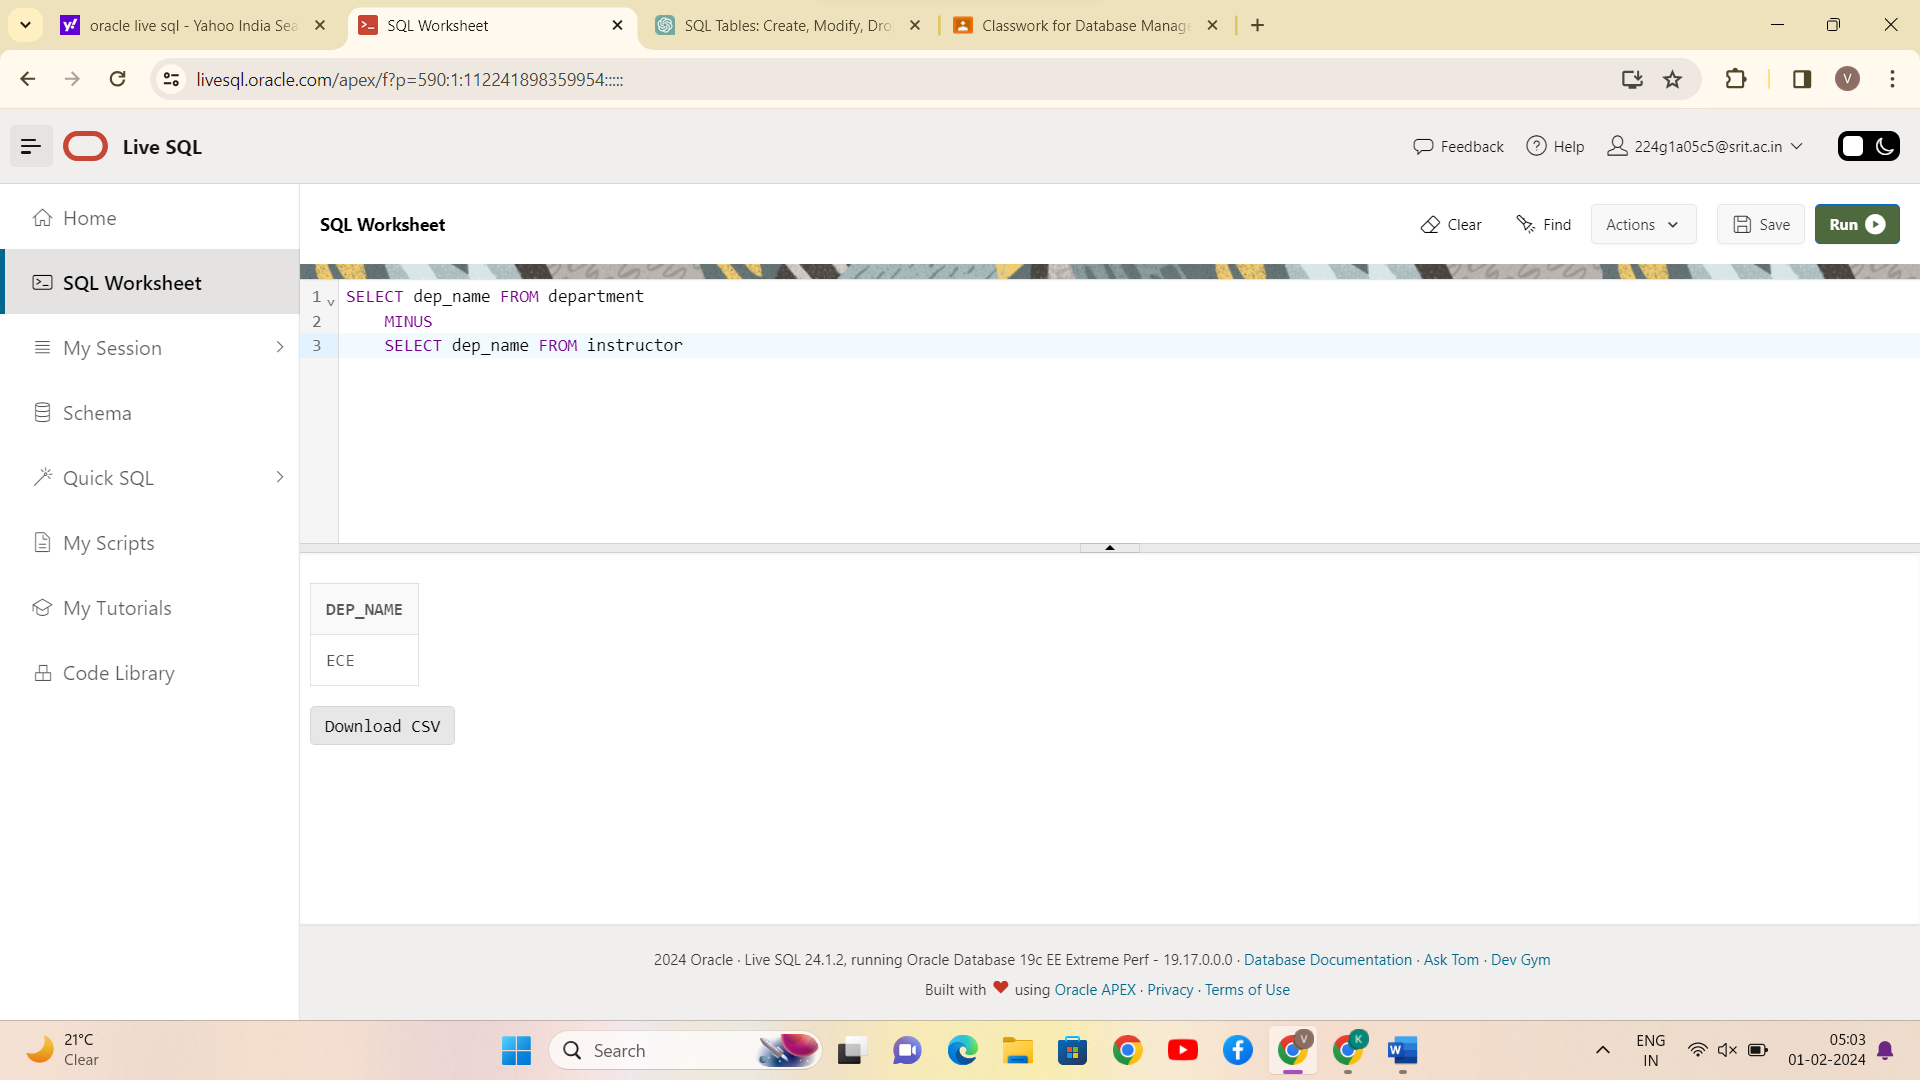 oracle live sql - Yahoo India Sea
SQL Worksheet
SQL Tables: Create, Modify, Dro
Classwork for Database Manage
livesql.oracle.com/apex/f?p=590:1:112241898359954:::::
V
Live SQL
Feedback
Help
224g1a05c5@srit.ac.in
Home
SQL Worksheet
My Session
Schema
Quick SQL
My Scripts
My Tutorials
Code Library
SQL Worksheet
Clear
Find
Actions
Save
Run
1 SELECT dep_name FROM department
2 MINUS
3 SELECT dep_name FROM instructor
DEP_NAME
ECE
Download CSV
2024 Oracle · Live SQL 24.1.2, running Oracle Database 19c EE Extreme Perf - 19.17.0.0.0 · Database Documentation · Ask Tom · Dev Gym
Built with ❤ using Oracle APEX · Privacy · Terms of Use
21°C
Clear
Search
V
K
W
ENG
IN
05:03
01-02-2024